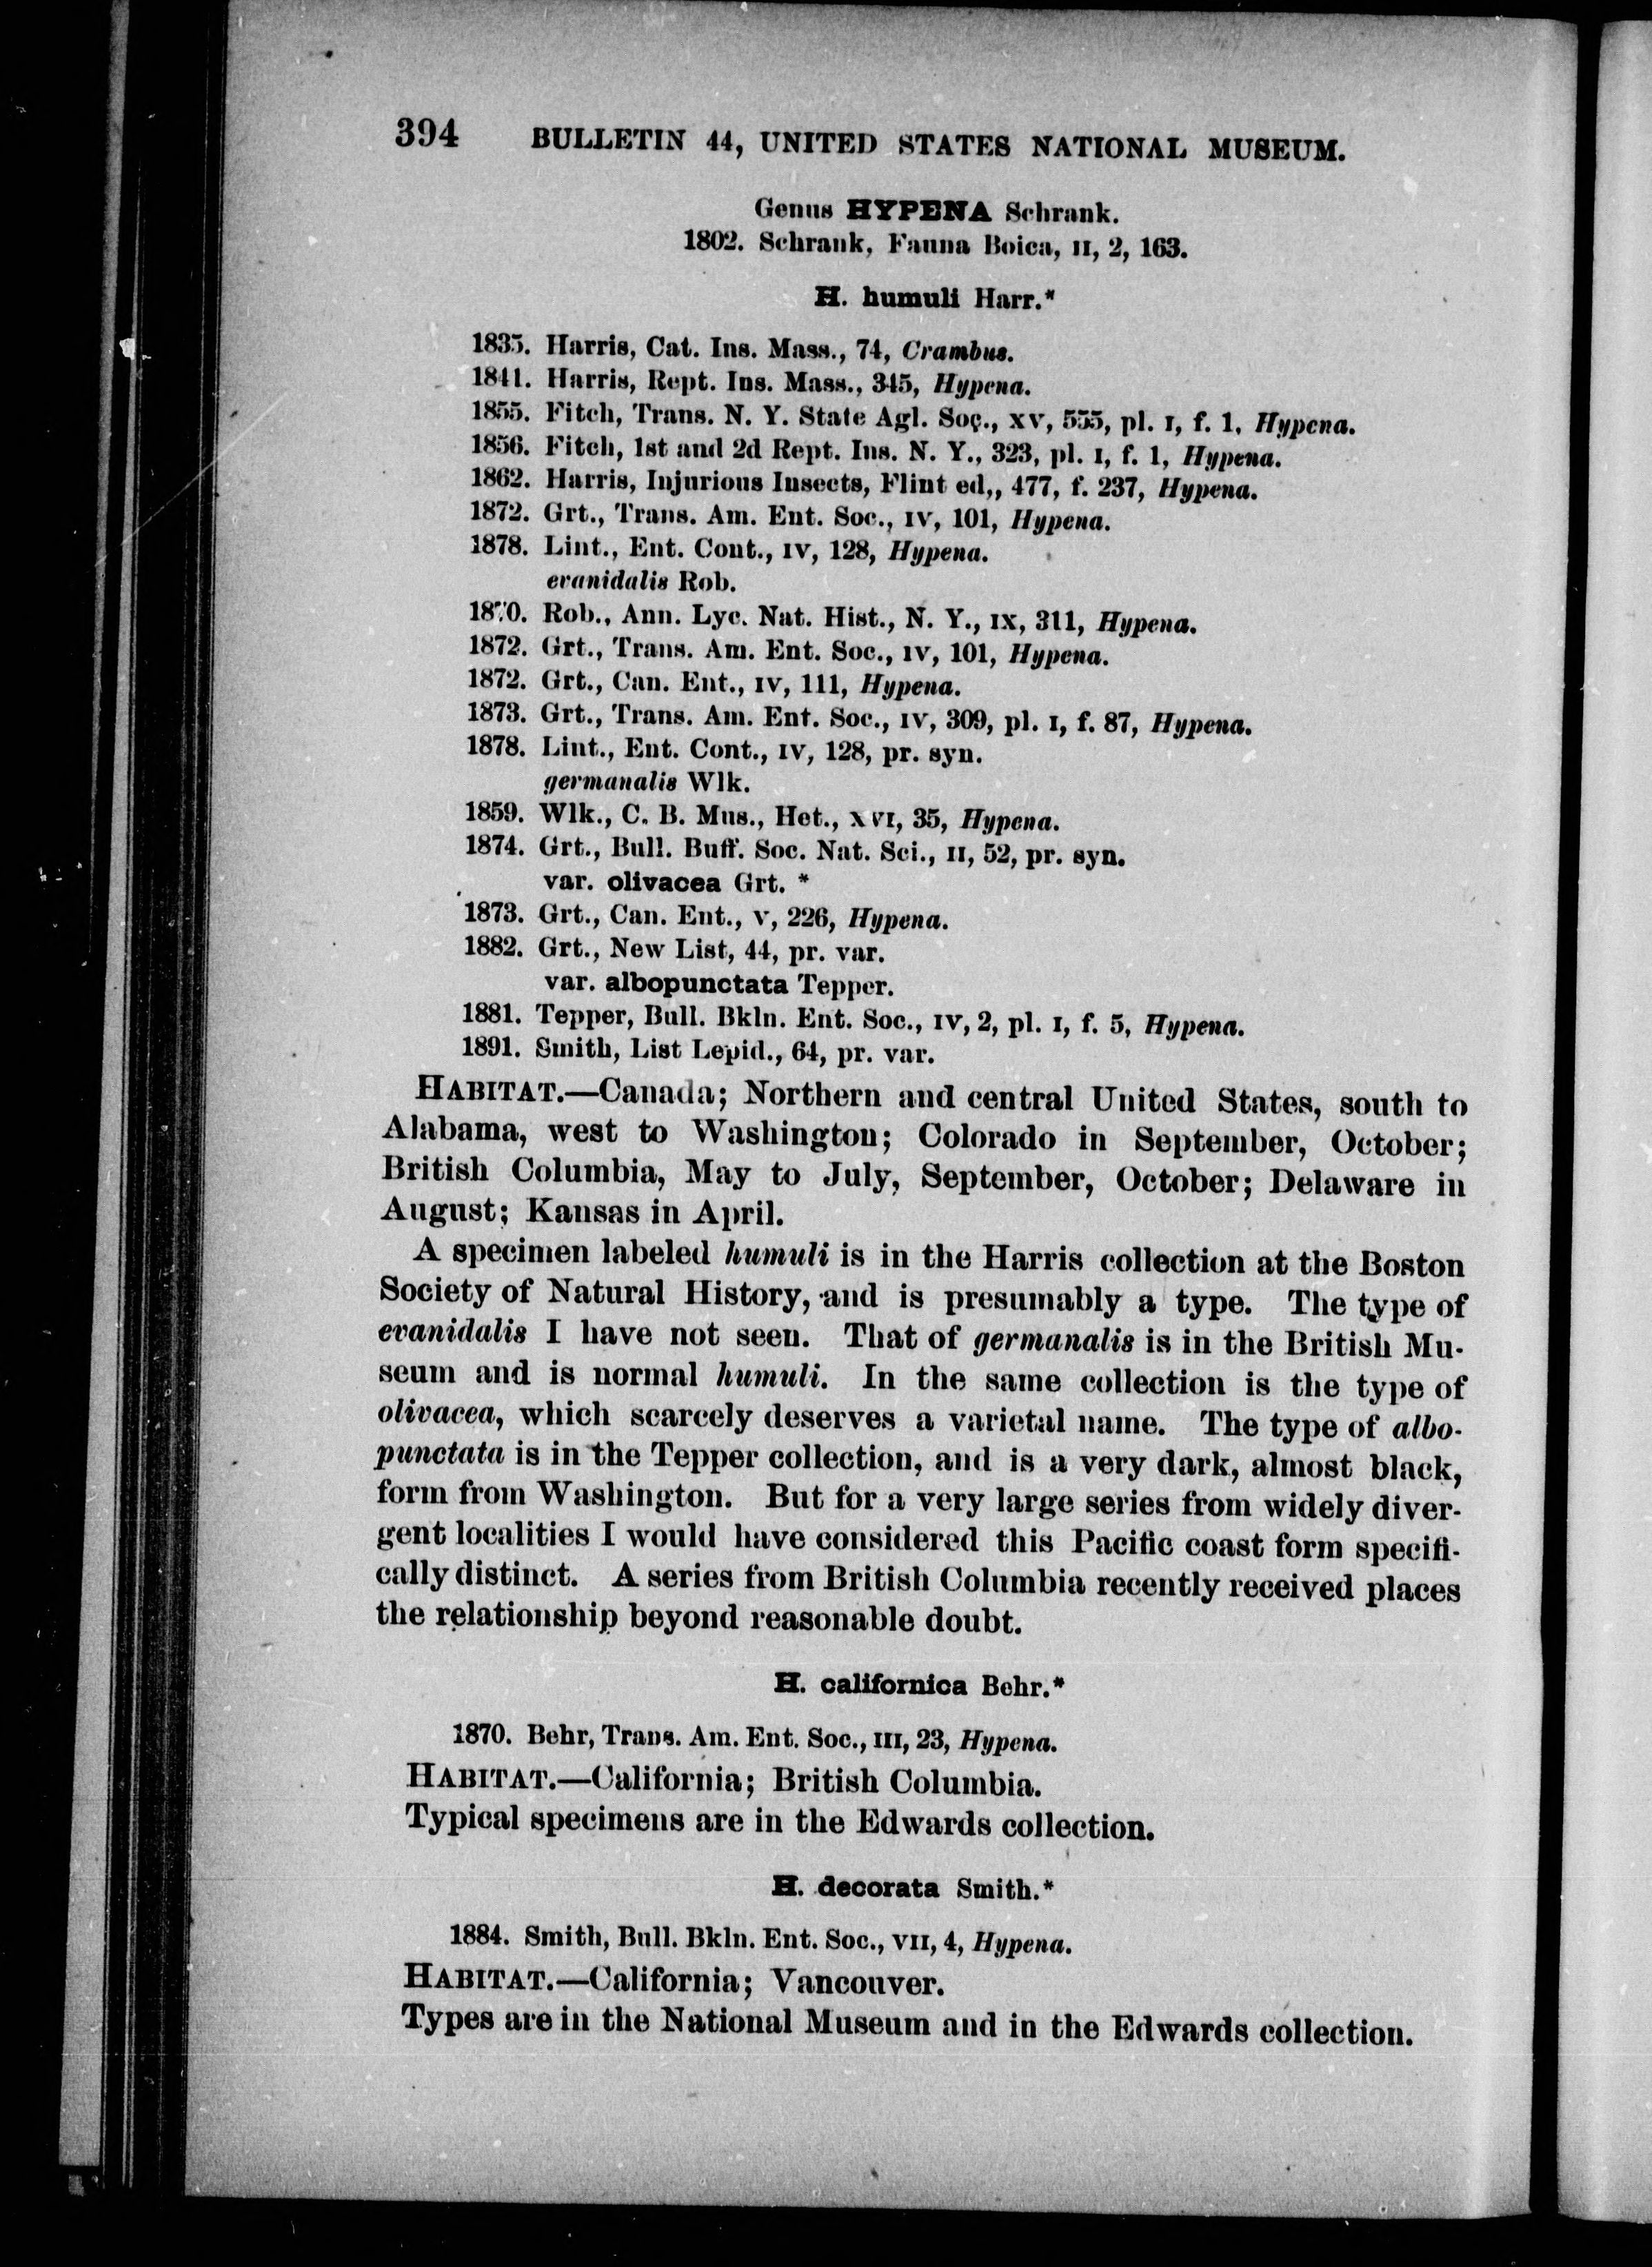 394 BULLETIN 44, UNITED STATES NATIONAL MUSEUM.
Genus HYPENA Schrank.
1802. Schrank, Fauna Boica, II, 2, 163.
H. humuli Harr.*
1835. Harris, Cat. Ins. Mass., 74, Crambus.
1841. Harris, Rept. Ins. Mass., 345, Hypena.
1855. Fitch, Trans. N. Y. State Agl. Soc., XV, 555, pl. I, f. 1, Hypena.
1856. Fitch, 1st and 2d Rept. Ins. N. Y., 323, pl. I, f. 1, Hypena.
1862. Harris, Injurious Insects, Flint ed,, 477, f. 237, Hypena.
1872. Grt., Trans. Am. Ent. Soc., IV, 101, Hypena.
1878. Lint., Ent. Cont., IV, 128, Hypena.
evanidalis Rob.
1870. Rob., Ann. Lyc. Nat. Hist., N. Y., IX, 311, Hypena.
1872. Grt., Trans. Am. Ent. Soc., IV, 101, Hypena.
1872. Grt., Can. Ent., IV, 111, Hypena.
1873. Grt., Trans. Am. Ent. Soc., IV, 309, pl. I, f. 87, Hypena.
1878. Lint., Ent. Cont., IV, 128, pr. syn.
germanalis Wlk.
1859. Wlk., C. B. Mus., Het., XVI, 35, Hypena.
1874. Grt., Bull. Buff. Soc. Nat. Sci., II, 52, pr. syn.
var. olivacea Grt. *
1873. Grt., Can. Ent., V, 226, Hypena.
1882. Grt., New List, 44, pr. var.
var. albopunctata Tepper.
1881. Tepper, Bull. Bkln. Ent. Soc., IV, 2, pl. I, f. 5, Hypena.
1891. Smith, List Lepid., 64, pr. var.
HABITAT.—Canada; Northern and central United States, south to
Alabama, west to Washington; Colorado in September, October;
British Columbia, May to July, September, October; Delaware in
August; Kansas in April.
A specimen labeled humuli is in the Harris collection at the Boston
Society of Natural History, and is presumably a type. The type of
evanidalis I have not seen. That of germanalis is in the British Mu-
seum and is normal humuli. In the same collection is the type of
olivacea, which scarcely deserves a varietal name. The type of albo-
punctata is in the Tepper collection, and is a very dark, almost black,
form from Washington. But for a very large series from widely diver-
gent localities I would have considered this Pacific coast form specifi-
cally distinct. A series from British Columbia recently received places
the relationship beyond reasonable doubt.
H. californica Behr.*
1870. Behr, Trans. Am. Ent. Soc., III, 23, Hypena.
HABITAT.—California; British Columbia.
Typical specimens are in the Edwards collection.
H. decorata Smith.*
1884. Smith, Bull. Bkln. Ent. Soc., VII, 4, Hypena.
HABITAT.—California; Vancouver.
Types are in the National Museum and in the Edwards collection.